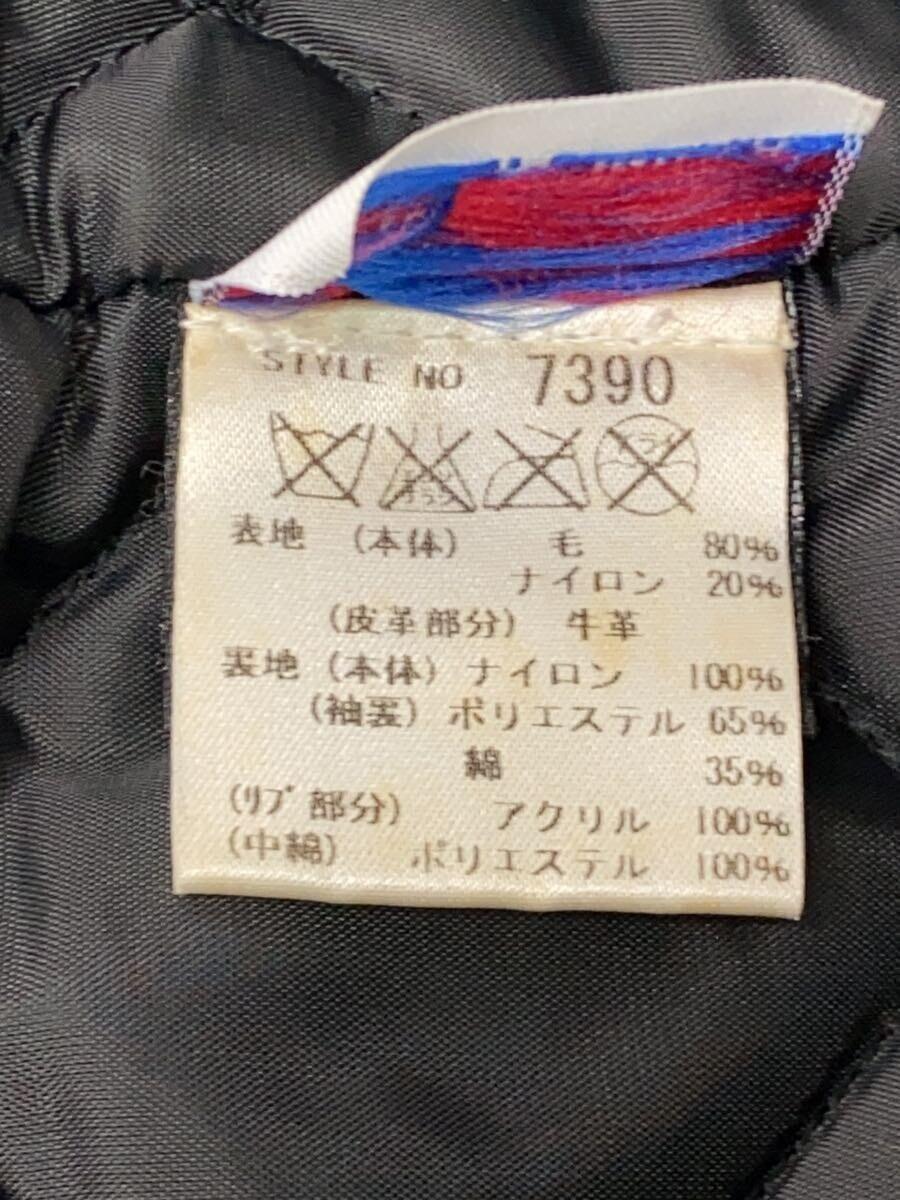 STYLE NO 7390
ドライ
表地 (本体) 毛 80%
ナイロン 20%
(皮革部分) 牛革
裏地 (本体) ナイロン 100%
(袖裏) ポリエステル 65%
綿 35%
(リブ部分) アクリル 100%
(中綿) ポリエステル 100%